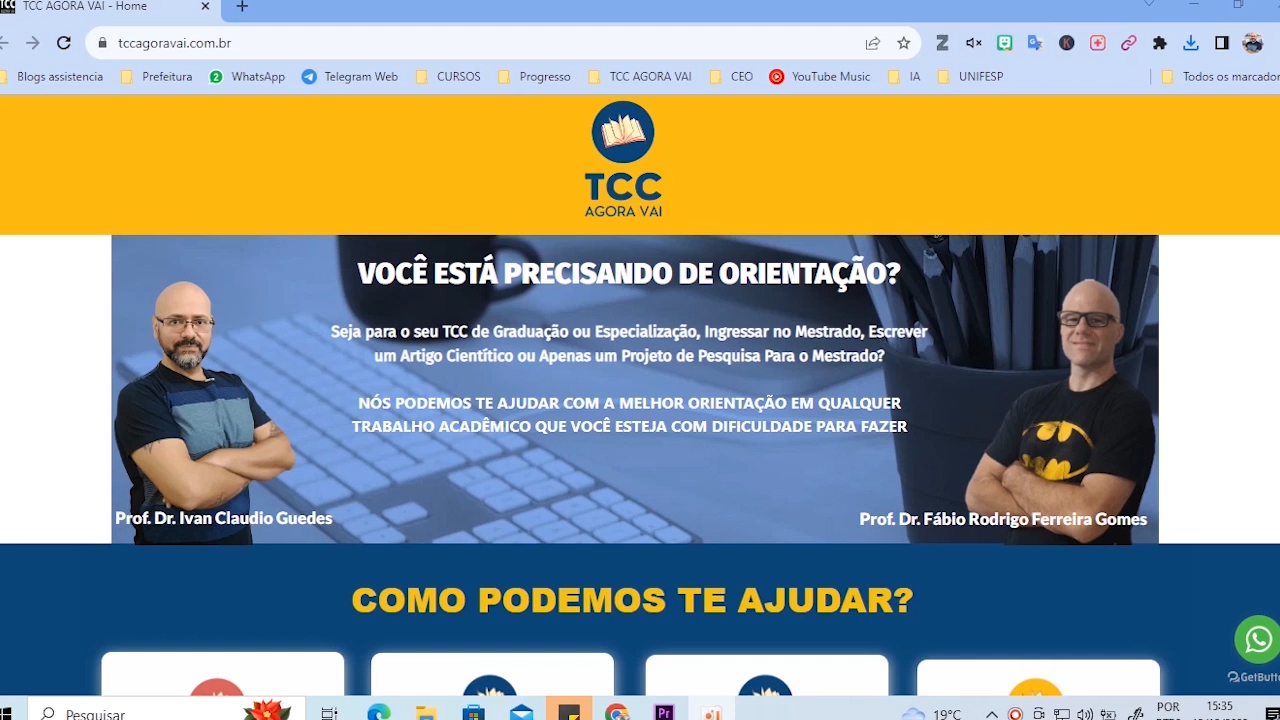 TCC
TCC AGORA VAI - Home
tccagoravai.com.br
Blogs assistencia
Prefeitura
2
WhatsApp
Telegram Web
CURSOS
Progresso
TCC AGORA VAI
CEO
YouTube Music
IA
UNIFESP
Todos os marcador
TCC
AGORA VAI
VOCÊ ESTÁ PRECISANDO DE ORIENTAÇÃO?
Seja para o seu TCC de Graduação ou Especialização, Ingressar no Mestrado, Escrever
um Artigo Científico ou Apenas um Projeto de Pesquisa Para o Mestrado?
NÓS PODEMOS TE AJUDAR COM A MELHOR ORIENTAÇÃO EM QUALQUER
TRABALHO ACADÊMICO QUE VOCÊ ESTEJA COM DIFICULDADE PARA FAZER
Prof. Dr. Ivan Claudio Guedes
Prof. Dr. Fábio Rodrigo Ferreira Gomes
COMO PODEMOS TE AJUDAR?
GetButto
Pesquisar
Pr
19°C
POR
15:35